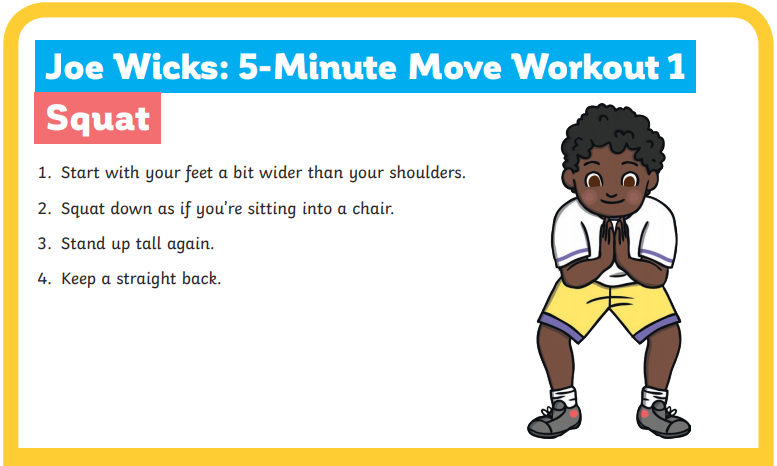 Joe Wicks: 5-Minute Move Workout 1
Squat
1. Start with your feet a bit wider than your shoulders.
2. Squat down as if you're sitting into a chair.
3. Stand up tall again.
4. Keep a straight back.